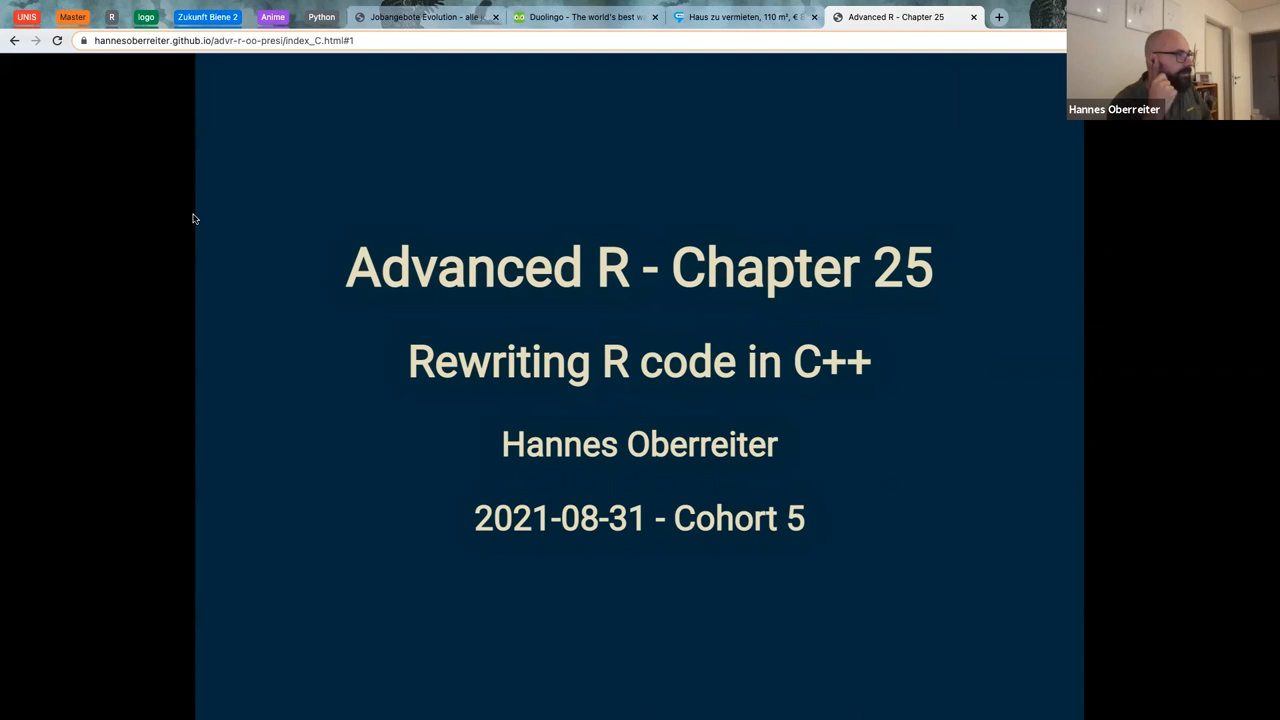 UNIS
Master
R
logo
Zukunft Biene 2
Anime
Python
Jobangebote Evolution - alle j
Duolingo - The world's best w
Haus zu vermieten, 110 m², € 8
Advanced R - Chapter 25
hannesoberreiter.github.io/advr-r-oo-presi/index_C.html#1
Hannes Oberreiter
Advanced R - Chapter 25
Rewriting R code in C++
Hannes Oberreiter
2021-08-31 - Cohort 5